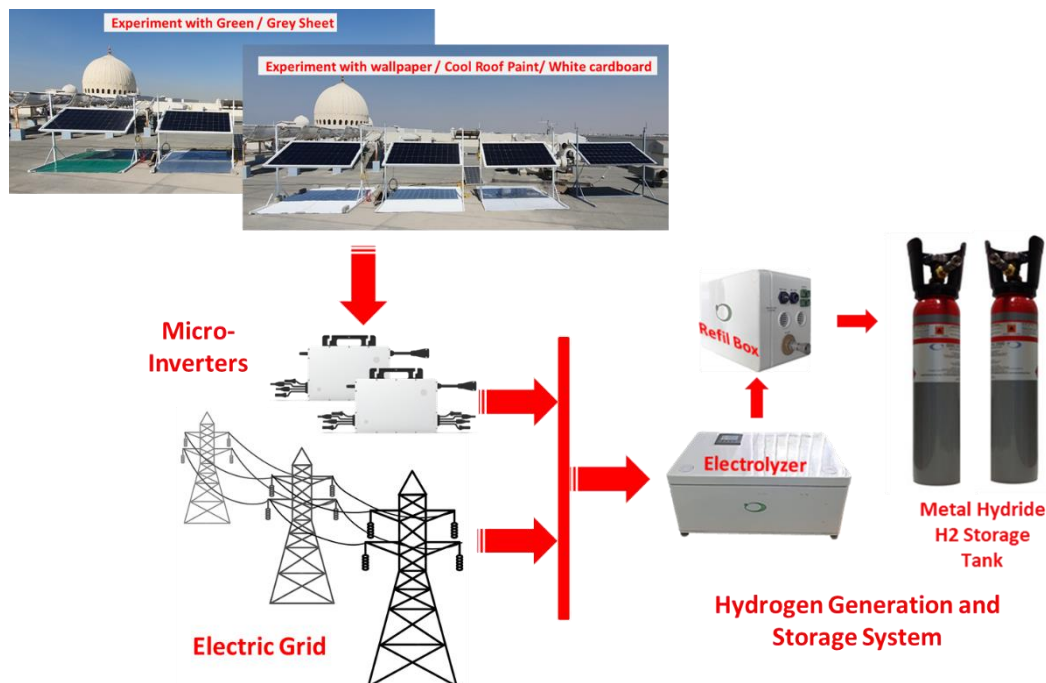 Experiment with Green / Grey Sheet
Experiment with wallpaper / Cool Roof Paint/ White cardboard
Micro-
Inverters
Refil Box
Electrolyzer
Metal Hydride
H2 Storage
Tank
Electric Grid
Hydrogen Generation and
Storage System